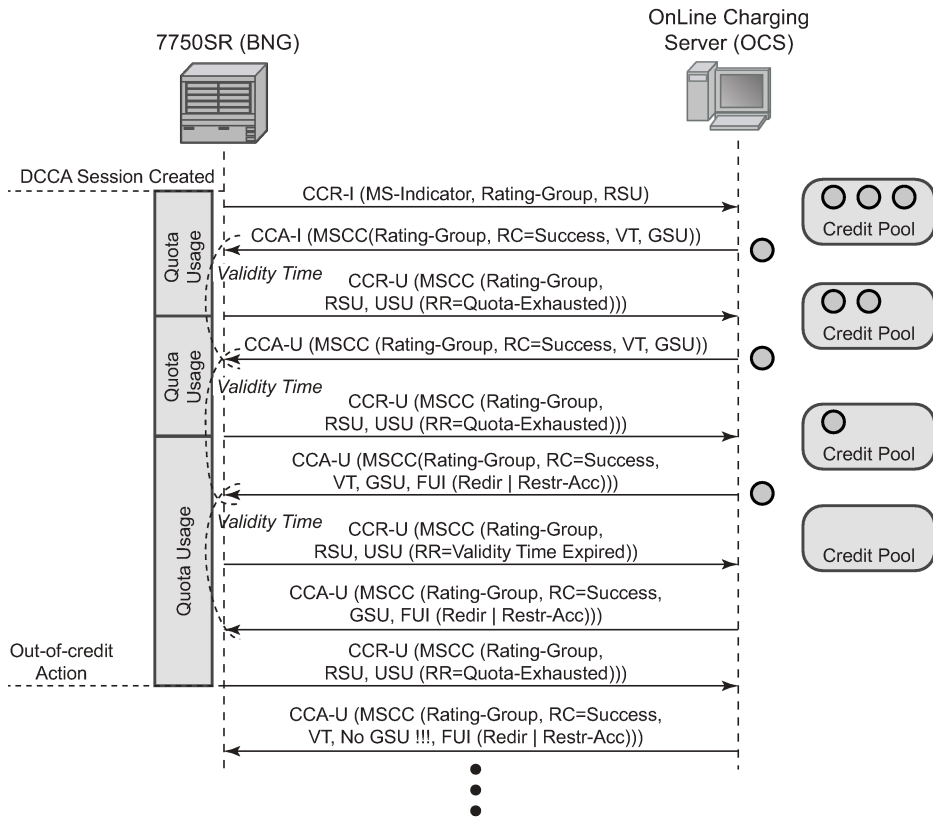 OnLine Charging
Server (OCS)
7750SR (BNG)
DCCA Session Created
CCR-I (MS-Indicator, Rating-Group, RSU)
Credit Pool
Quota
Usage
CCA-I (MSCC(Rating-Group, RC=Success, VT, GSU))
Validity Time
CCR-U (MSCC (Rating-Group,
RSU, USU (RR=Quota-Exhausted)))
Credit Pool
Quota
Usage
CCA-U (MSCC (Rating-Group, RC=Success, VT, GSU))
Validity Time
CCR-U (MSCC (Rating-Group,
RSU, USU (RR=Quota-Exhausted)))
Credit Pool
Quota Usage
CCA-U (MSCC(Rating-Group, RC=Success,
VT, GSU, FUI (Redir | Restr-Acc)))
Validity Time
CCR-U (MSCC (Rating-Group,
RSU, USU (RR=Validity Time Expired))
Credit Pool
CCA-U (MSCC (Rating-Group, RC=Success,
GSU, FUI (Redir | Restr-Acc)))
Out-of-credit
Action
CCR-U (MSCC (Rating-Group,
RSU, USU (RR=Quota-Exhausted)))
CCA-U (MSCC (Rating-Group, RC=Success,
VT, No GSU !!!, FUI (Redir | Restr-Acc)))